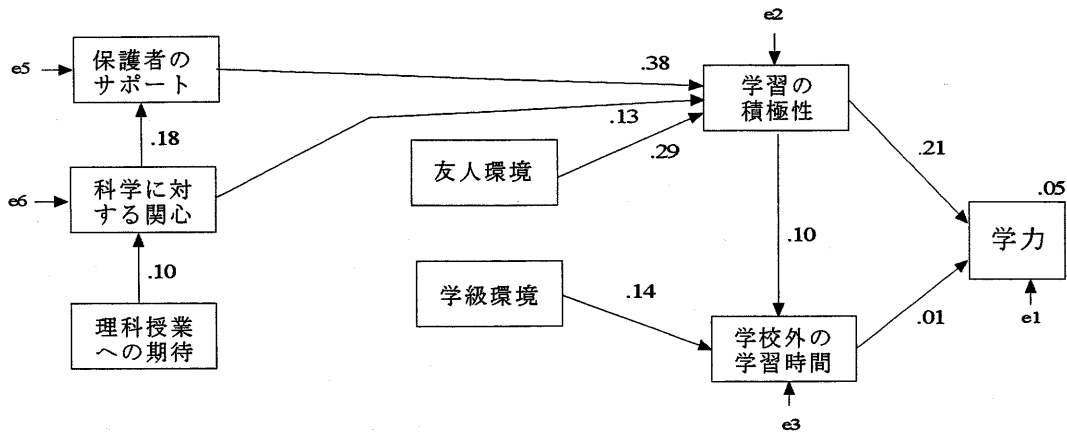 e2
e5
保護者の
サポート
.38
学習の
積極性
.18
.13
友人環境
.29
.21
e6
科学に対
する関心
.05
学力
.10
.10
学級環境
.14
理科授業
への期待
学校外の
学習時間
.01
e1
e3